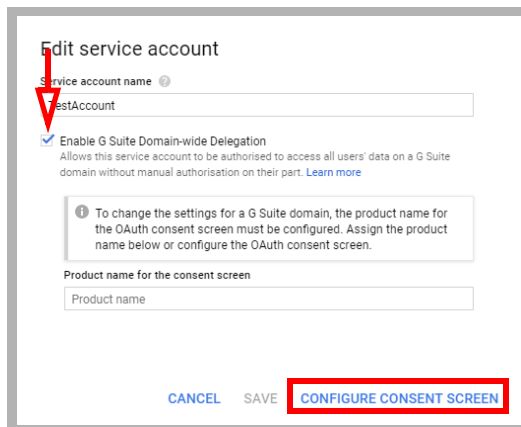 Edit service account
Service account name
TestAccount
Enable G Suite Domain-wide Delegation
Allows this service account to be authorised to access all users' data on a G Suite
domain without manual authorisation on their part. Learn more
To change the settings for a G Suite domain, the product name for
the OAuth consent screen must be configured. Assign the product
name below or configure the OAuth consent screen.
Product name for the consent screen
Product name
CANCEL SAVE CONFIGURE CONSENT SCREEN